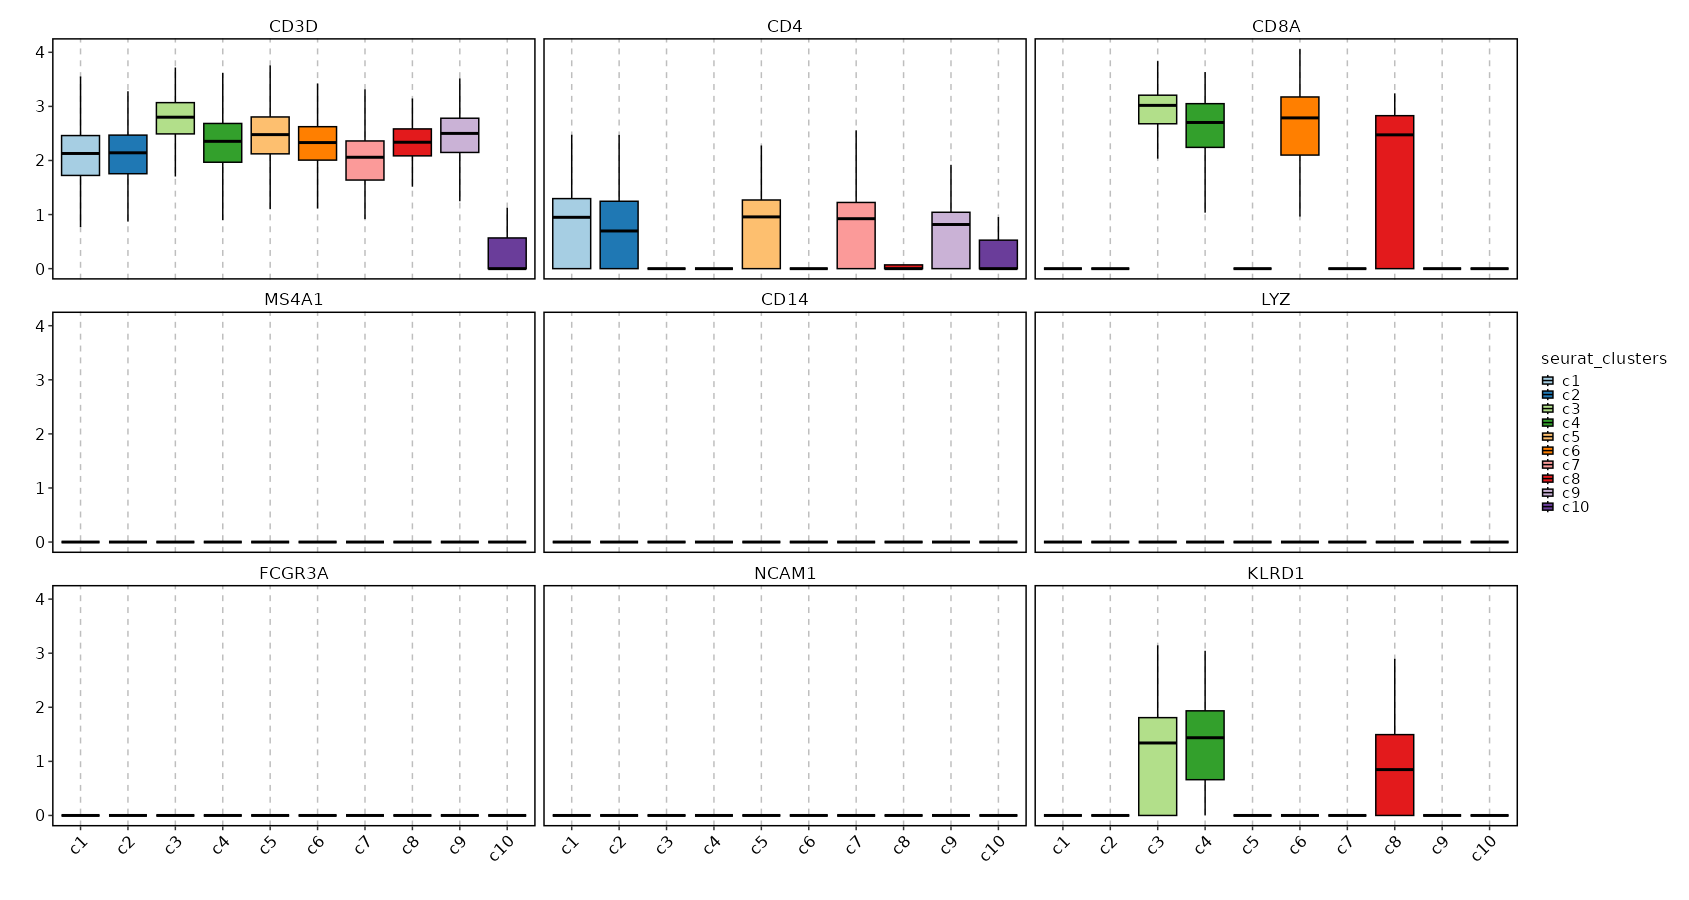 CD3D CD4 CD8A
4
3
2
1
0
MS4A1 CD14 LYZ
4
3
2
1
0
FCGR3A NCAM1 KLRD1
4
3
2
1
0
c1 c2 c3 c4 c5 c6 c7 c8 c9 c10 c1 c2 c3 c4 c5 c6 c7 c8 c9 c10 c1 c2 c3 c4 c5 c6 c7 c8 c9 c10
seurat_clusters
c1
c2
c3
c4
c5
c6
c7
c8
c9
c10